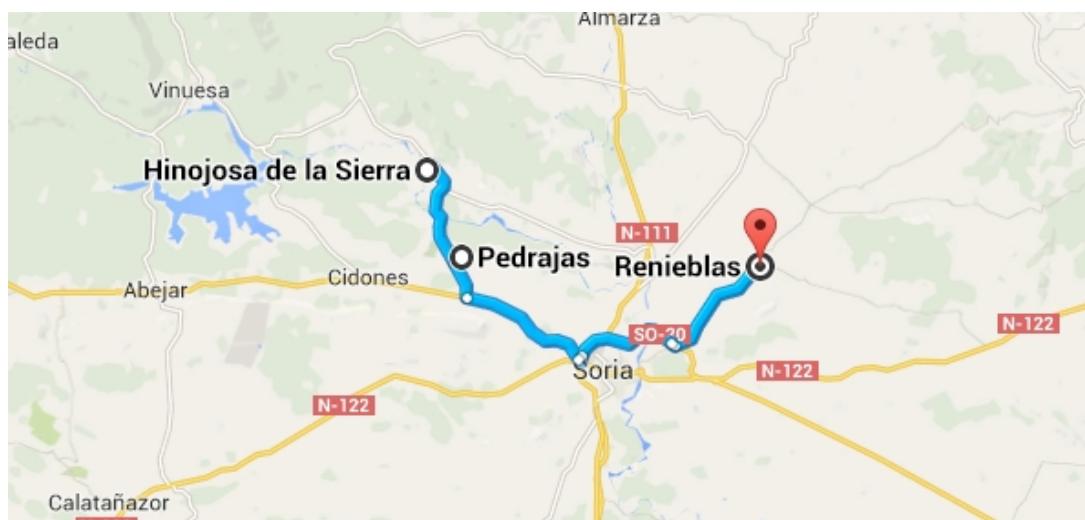 Almarza
aleda
Vinuesa
Hinojosa de la Sierra
N-111
Pedrajas
Renieblas
Cidones
Abejar
SO-20
N-122
Soria
N-122
N-122
Calatañazor